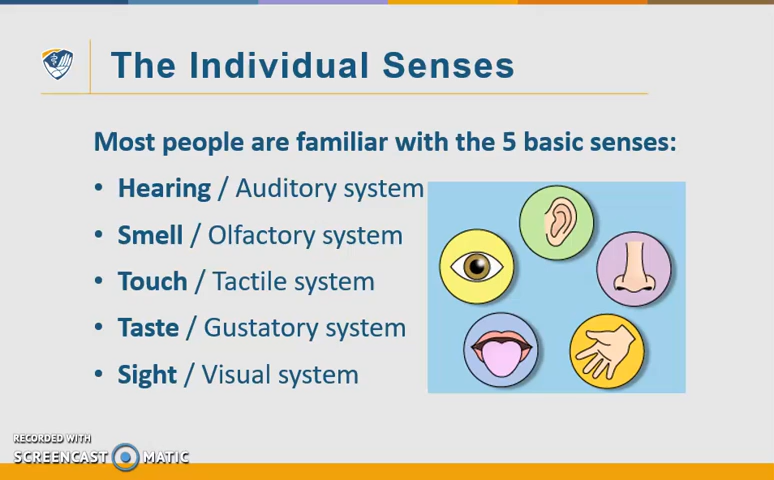 The Individual Senses
Most people are familiar with the 5 basic senses:
• Hearing / Auditory system
• Smell / Olfactory system
• Touch / Tactile system
• Taste / Gustatory system
• Sight / Visual system
RECORDED WITH
SCREENCAST MATIC